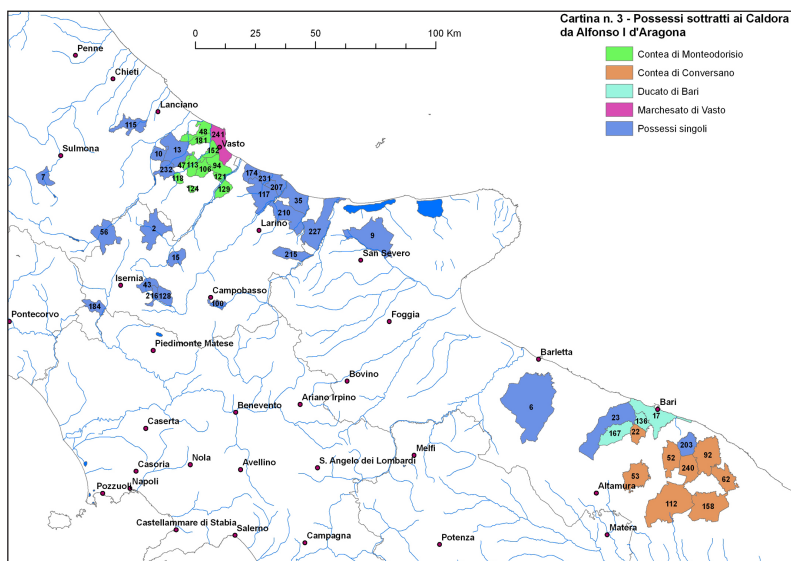 Cartina n. 3 - Possessi sottratti ai Caldora
da Alfonso I d'Aragona
0 25 50 100 Km
Contea di Monteodorisio
Contea di Conversano
Ducato di Bari
Marchesato di Vasto
Possessi singoli
Penne
Chieti
Lanciano
115
48
241
181
Vasto
Sulmona
10
13
152
7
232
47
113
106
94
118
121
124
129
174
231
207
117
35
210
56
2
Larino
227
9
15
215
San Severo
Isernia
43
216
128
Campobasso
100
184
Pontecorvo
Foggia
Piedimonte Matese
Barletta
Bovino
6
Ariano Irpino
Benevento
Bari
23
17
136
22
167
Caserta
Melfi
203
52
92
240
Nola
Avellino
S. Angelo dei Lombardi
Casoria
53
62
Napoli
Pozzuoli
Altamura
112
158
Castellammare di Stabia
Salerno
Matera
Campagna
Potenza